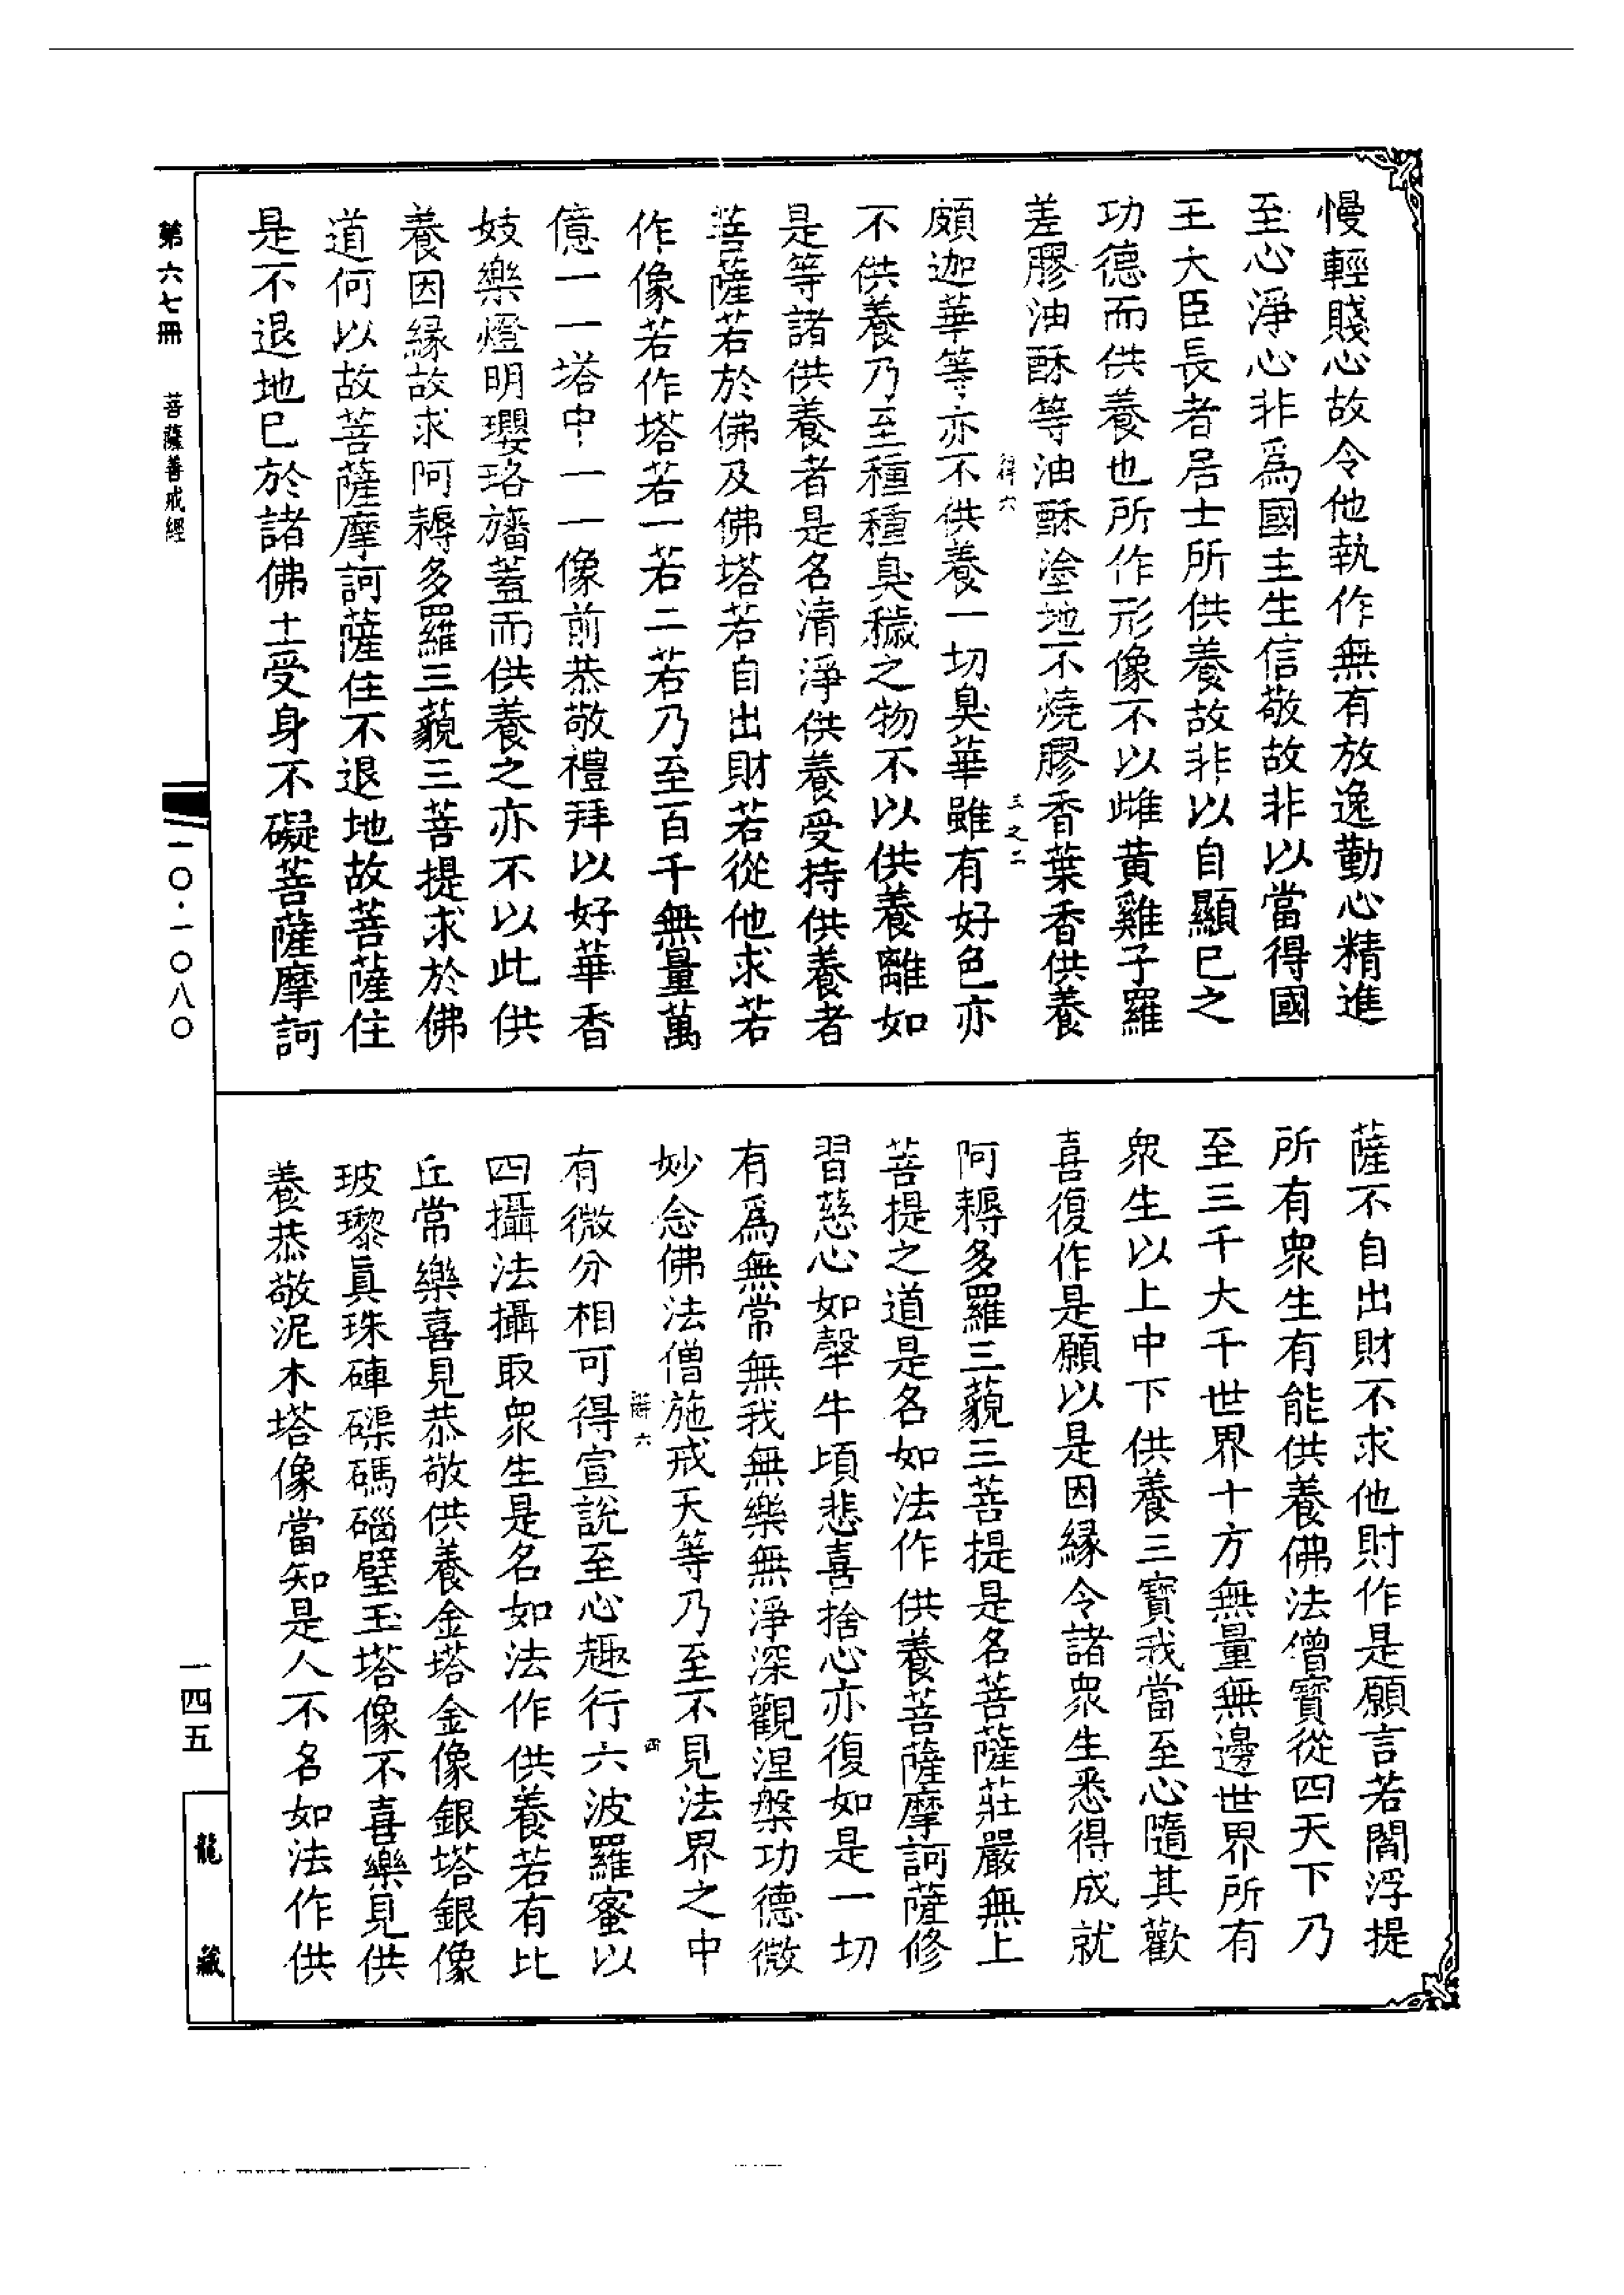 慢輕賤心故令他執作無有放逸勤心精進
至心淨心非爲國主生信敬故非以當得國
王大臣長者居士所供養故非以自顯巳之
功德而供養也所作形像不以雌黃雞子羅
差膠油酥等油酥塗地不燒膠香葉香供養
三之二
頗迦華等亦不供養一切臭華雖有好色亦
不供養乃至種種臭穢之物不以供養離如
是等諸供養者是名清淨供養受持供養者
菩薩若於佛及佛塔若自出財若從他求若
作像若作塔若一若二若乃至百千無量萬
億一一塔中一一像前恭敬禮拜以好華香
妓樂燈明瓔珞旛蓋而供養之亦不以此供
養因緣故求阿耨多羅三藐三菩提求於佛
道何以故菩薩摩訶薩住不退地故菩薩住
是不退地巳於諸佛土受身不礙菩薩摩訶
薩不自出財不求他財作是願言若閻浮提
所有衆生有能供養佛法僧寶從四天下乃
至三千大千世界十方無量無邊世界所有
衆生以上中下供養三寶我當至心隨其歡
喜復作是願以是因緣令諸衆生悉得成就
阿耨多羅三藐三菩提是名菩薩莊嚴無上
菩提之道是名如法作供養菩薩摩訶薩修
習慈心如𤛗牛頃悲喜捨心亦復如是一切
有爲無常無我無樂無淨深觀涅槃功德微
妙念佛法僧施戒天等乃至不見法界之中
有微分相可得宣說至心趣行六波羅蜜以
四攝法攝取衆生是名如法作供養若有比
丘常樂喜見恭敬供養金塔金像銀塔銀像
玻瓈眞珠硨磲碼碯璧玉塔像不喜樂見供
養恭敬泥木塔像當知是人不名如法作供
第六七冊
菩薩善戒經
一〇·一〇八〇
一四五
龍藏